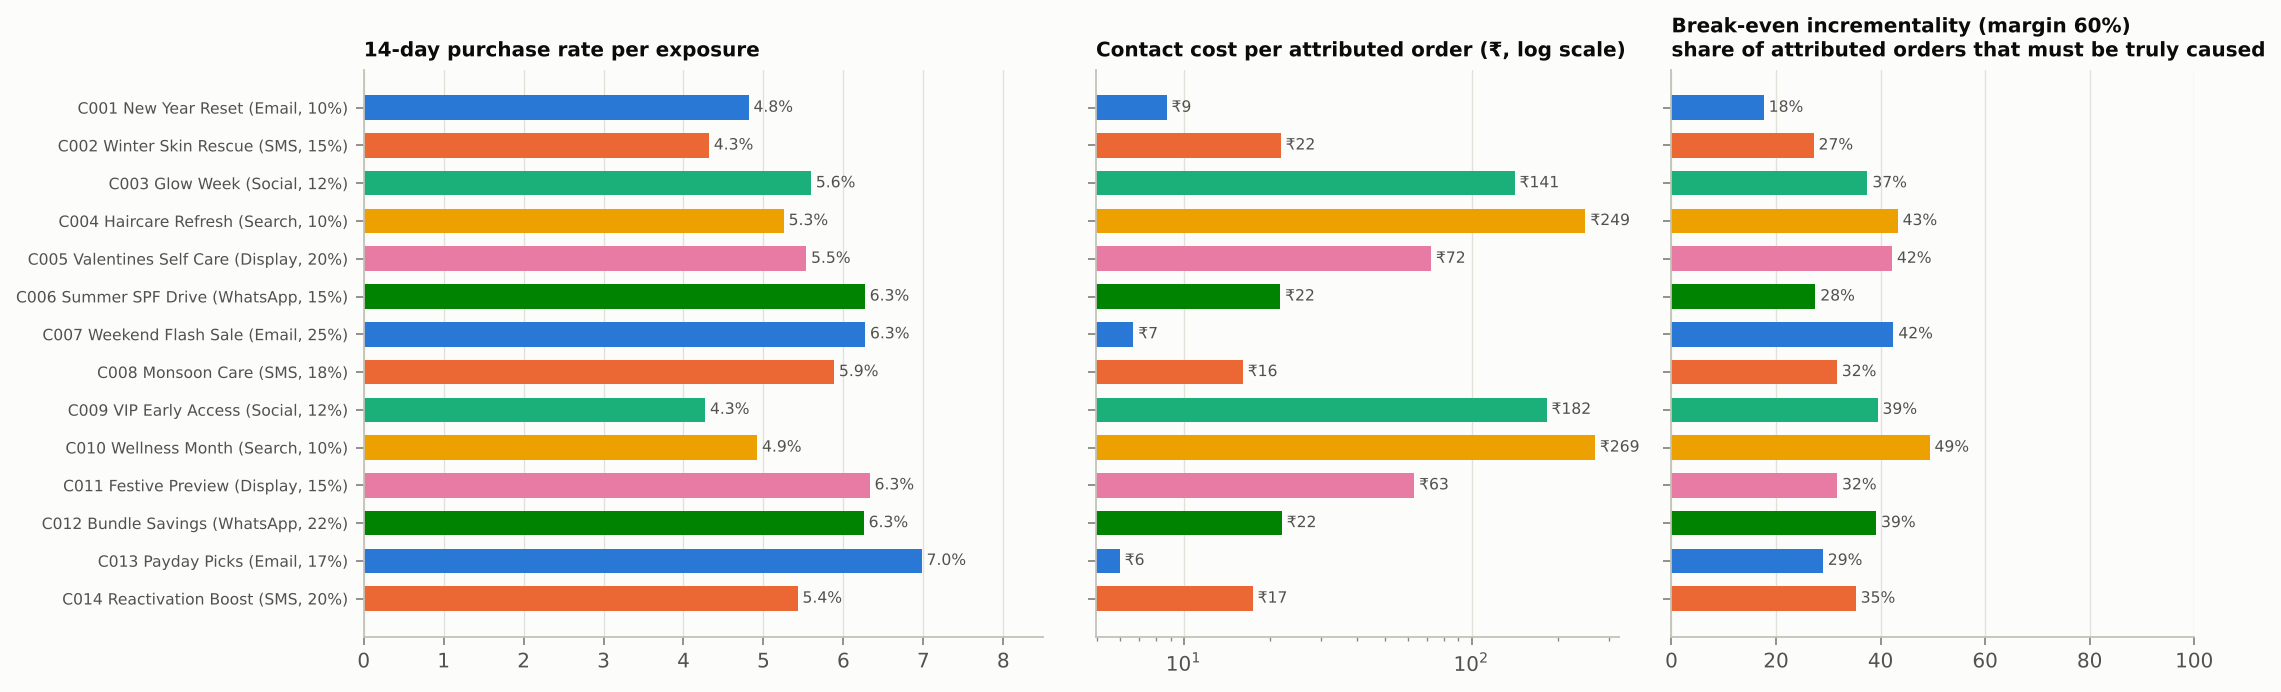 14-day purchase rate per exposure
C001 New Year Reset (Email, 10%)
C002 Winter Skin Rescue (SMS, 15%)
C003 Glow Week (Social, 12%)
C004 Haircare Refresh (Search, 10%)
C005 Valentines Self Care (Display, 20%)
C006 Summer SPF Drive (WhatsApp, 15%)
C007 Weekend Flash Sale (Email, 25%)
C008 Monsoon Care (SMS, 18%)
C009 VIP Early Access (Social, 12%)
C010 Wellness Month (Search, 10%)
C011 Festive Preview (Display, 15%)
C012 Bundle Savings (WhatsApp, 22%)
C013 Payday Picks (Email, 17%)
C014 Reactivation Boost (SMS, 20%)
4.8%
4.3%
5.6%
5.3%
5.5%
6.3%
6.3%
5.9%
4.3%
4.9%
6.3%
6.3%
7.0%
5.4%
0 1 2 3 4 5 6 7 8
Contact cost per attributed order (₹, log scale)
₹9
₹22
₹141
₹249
₹72
₹22
₹7
₹16
₹182
₹269
₹63
₹22
₹6
₹17
10¹ 10²
Break-even incrementality (margin 60%)
share of attributed orders that must be truly caused
18%
27%
37%
43%
42%
28%
42%
32%
39%
49%
32%
39%
29%
35%
0 20 40 60 80 100